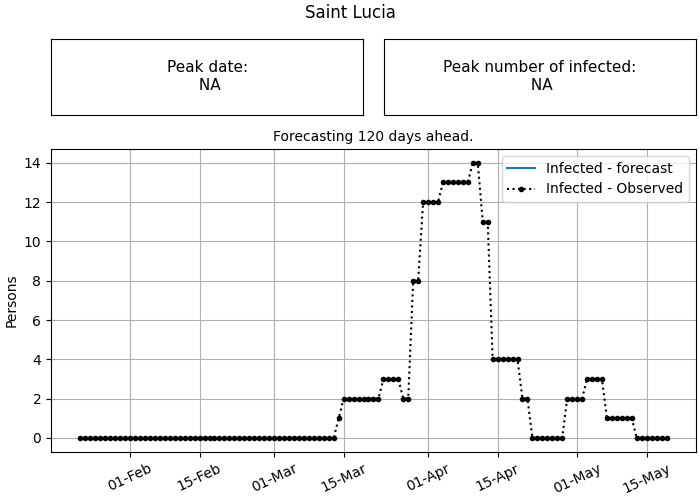 Saint Lucia
Peak date:
NA
Peak number of infected:
NA
Forecasting 120 days ahead.
Infected - forecast
Infected - Observed
Persons
14
12
10
8
6
4
2
0
01-Feb
15-Feb
01-Mar
15-Mar
01-Apr
15-Apr
01-May
15-May